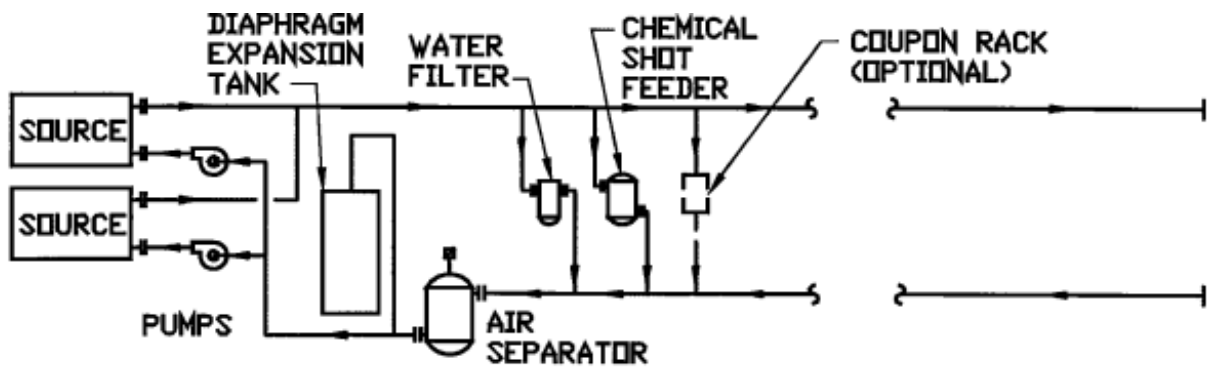 DIAPHRAGM
EXPANSION
TANK
WATER
FILTER
CHEMICAL
SHOT
FEEDER
COUPON RACK
(OPTIONAL)
SOURCE
SOURCE
PUMPS
AIR
SEPARATOR